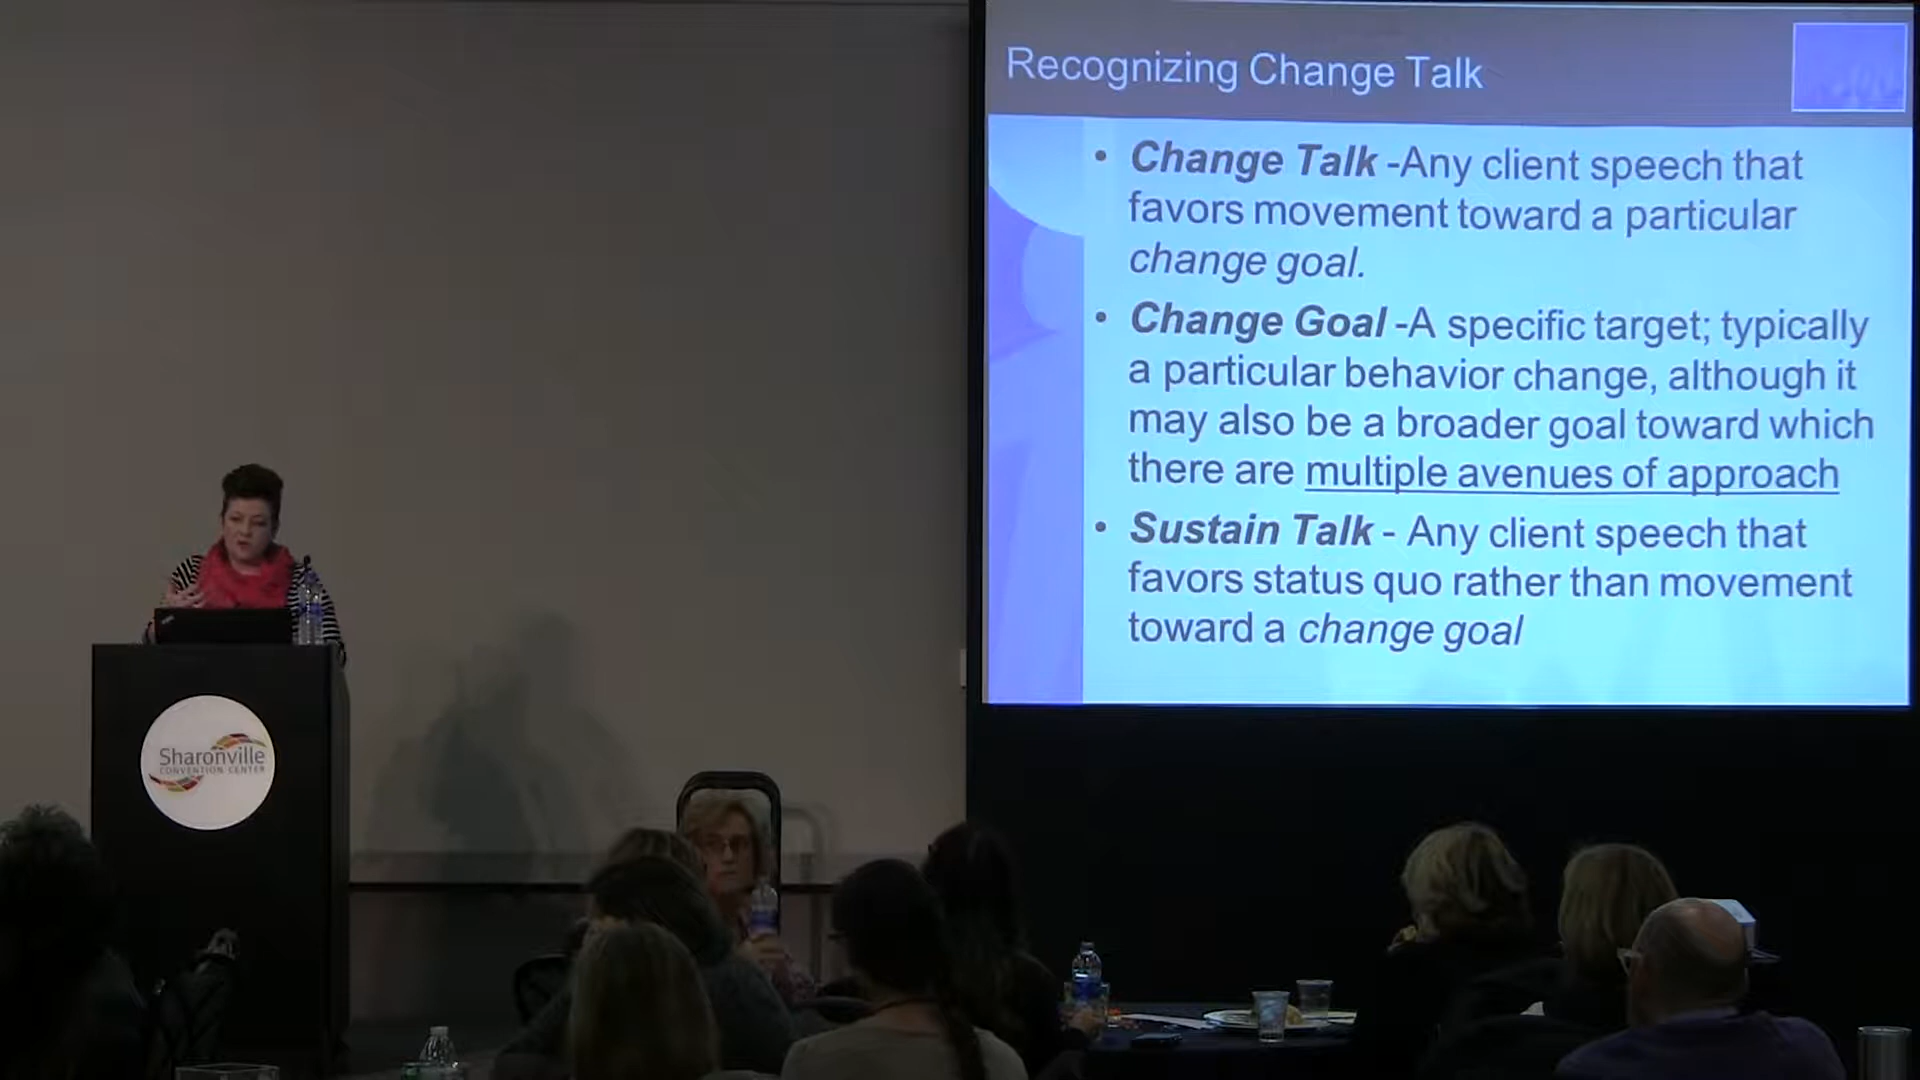 Recognizing Change Talk
• Change Talk -Any client speech that
favors movement toward a particular
change goal.
• Change Goal -A specific target; typically
a particular behavior change, although it
may also be a broader goal toward which
there are multiple avenues of approach
• Sustain Talk - Any client speech that
favors status quo rather than movement
toward a change goal
Sharonville
CONVENTION CENTER